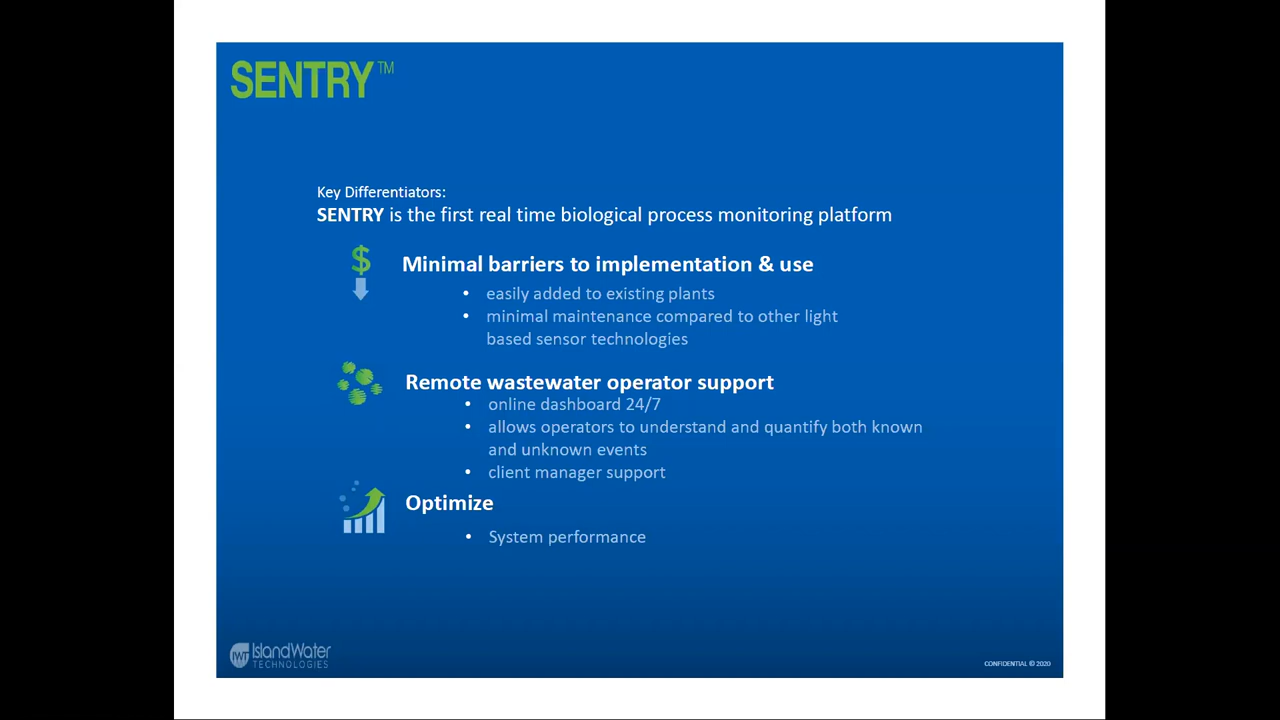 SENTRY™
Key Differentiators:
SENTRY is the first real time biological process monitoring platform
$
Minimal barriers to implementation & use
• easily added to existing plants
• minimal maintenance compared to other light
based sensor technologies
Remote wastewater operator support
• online dashboard 24/7
• allows operators to understand and quantify both known
and unknown events
• client manager support
Optimize
• System performance
IWT IslandWater
TECHNOLOGIES
CONFIDENTIAL © 2020